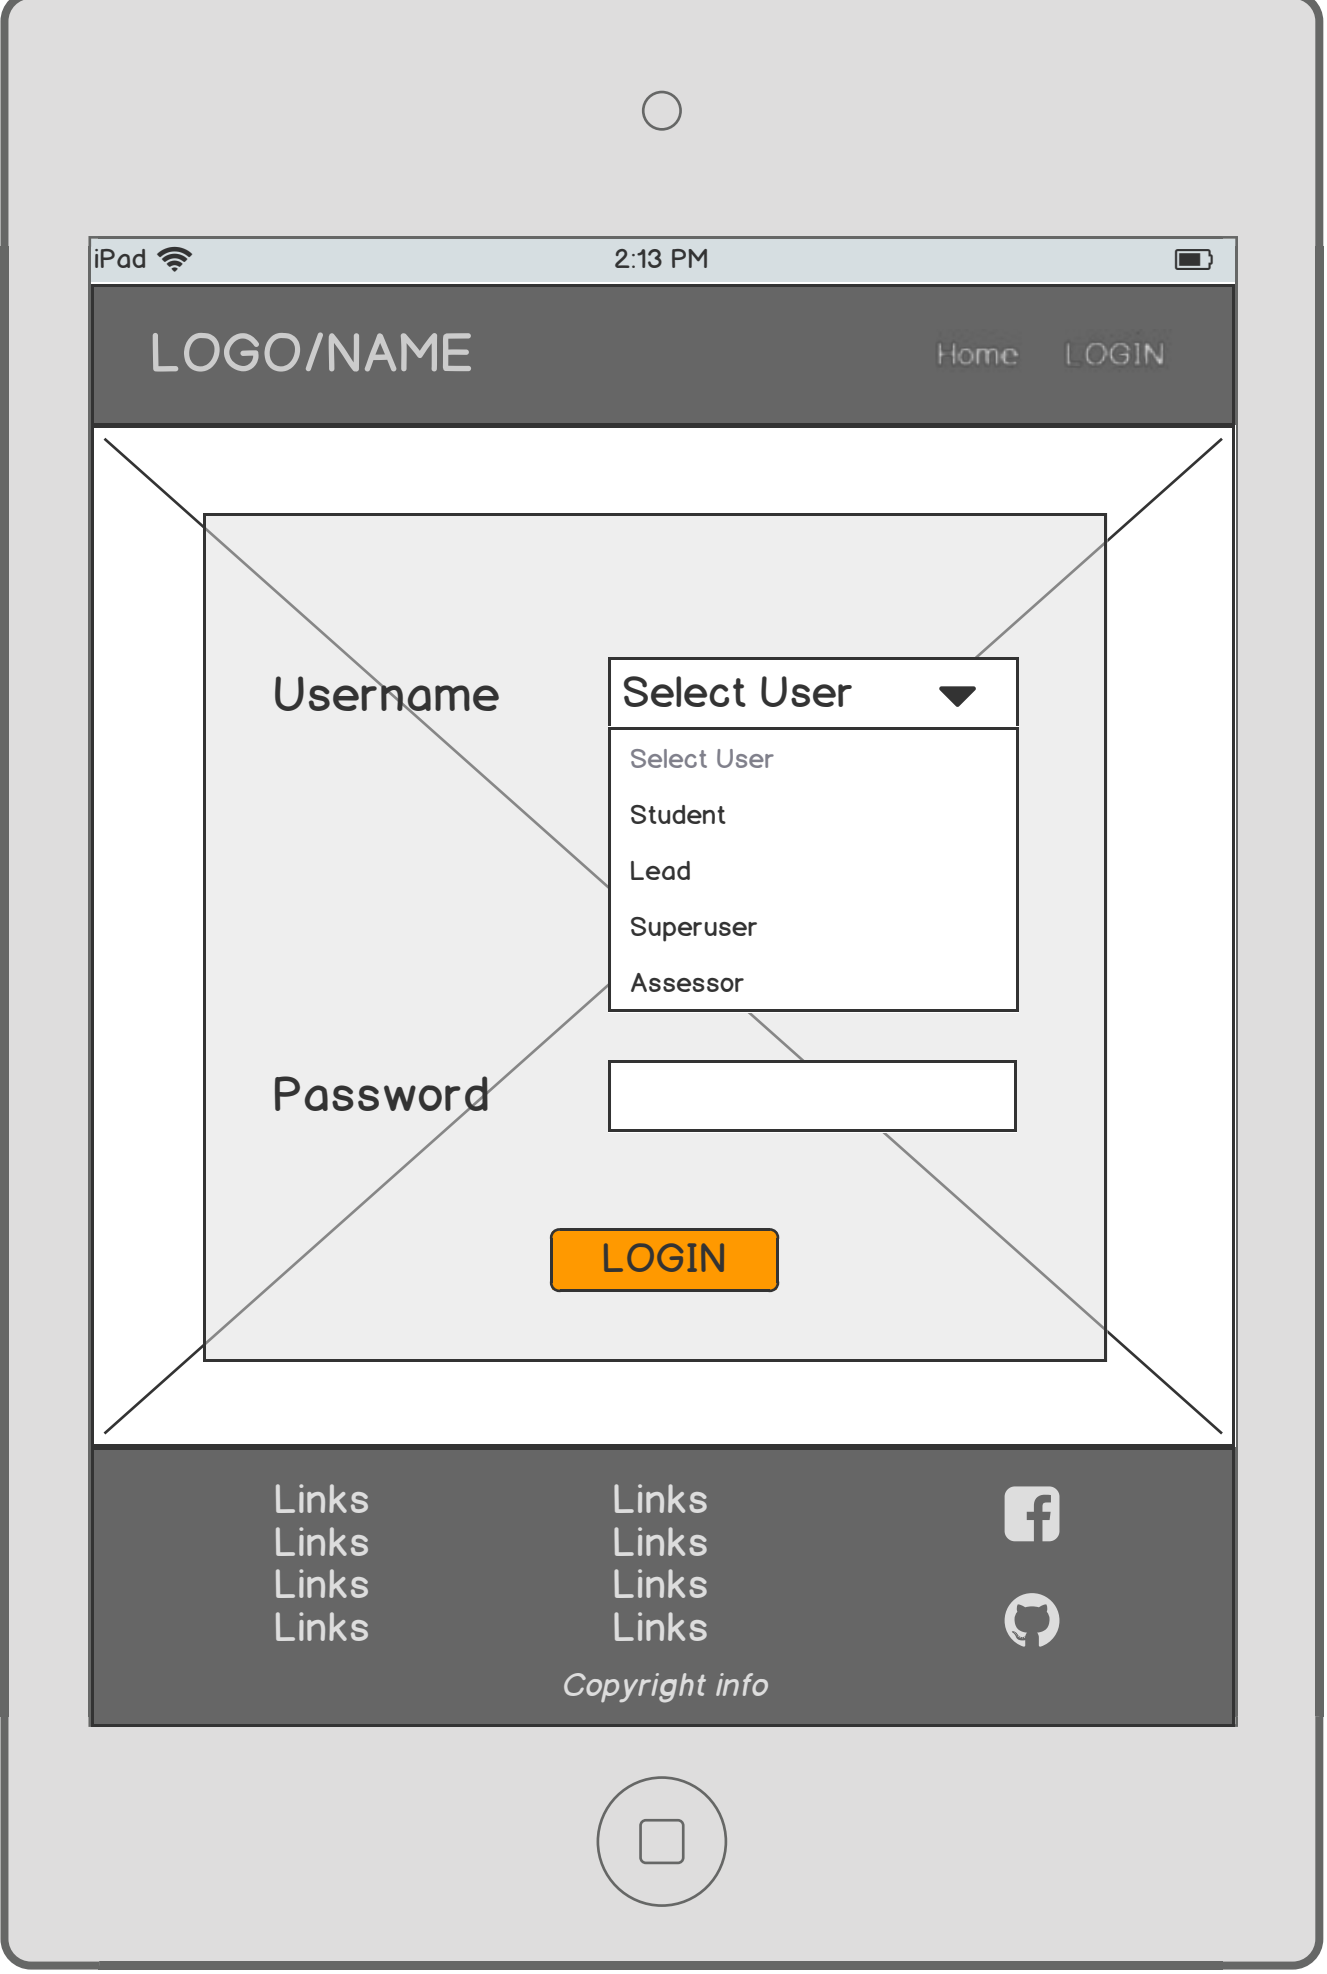 iPad 2:13 PM
LOGO/NAME Home LOGIN
Username Select User
Select User
Student
Lead
Superuser
Assessor
Password
LOGIN
Links Links
Links Links
Links Links
Links Links
Copyright info